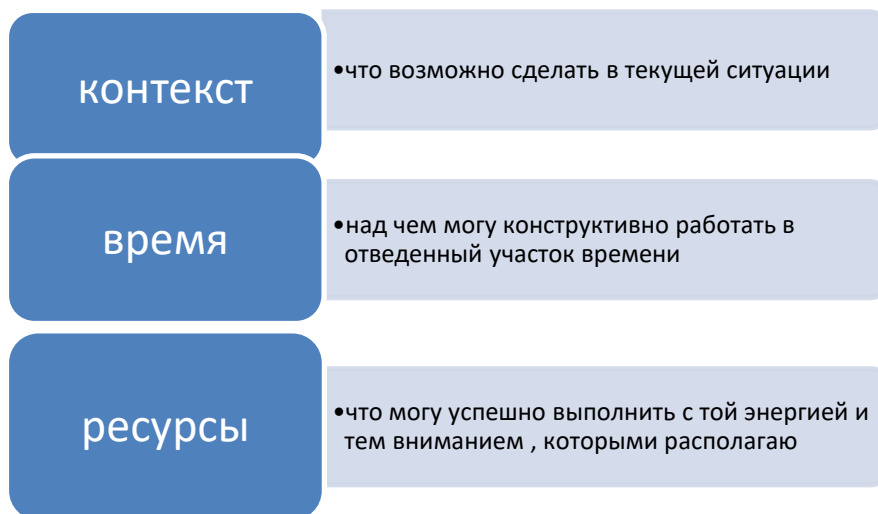 контекст
•что возможно сделать в текущей ситуации
время
•над чем могу конструктивно работать в
отведенный участок времени
ресурсы
•что могу успешно выполнить с той энергией и
тем вниманием , которыми располагаю